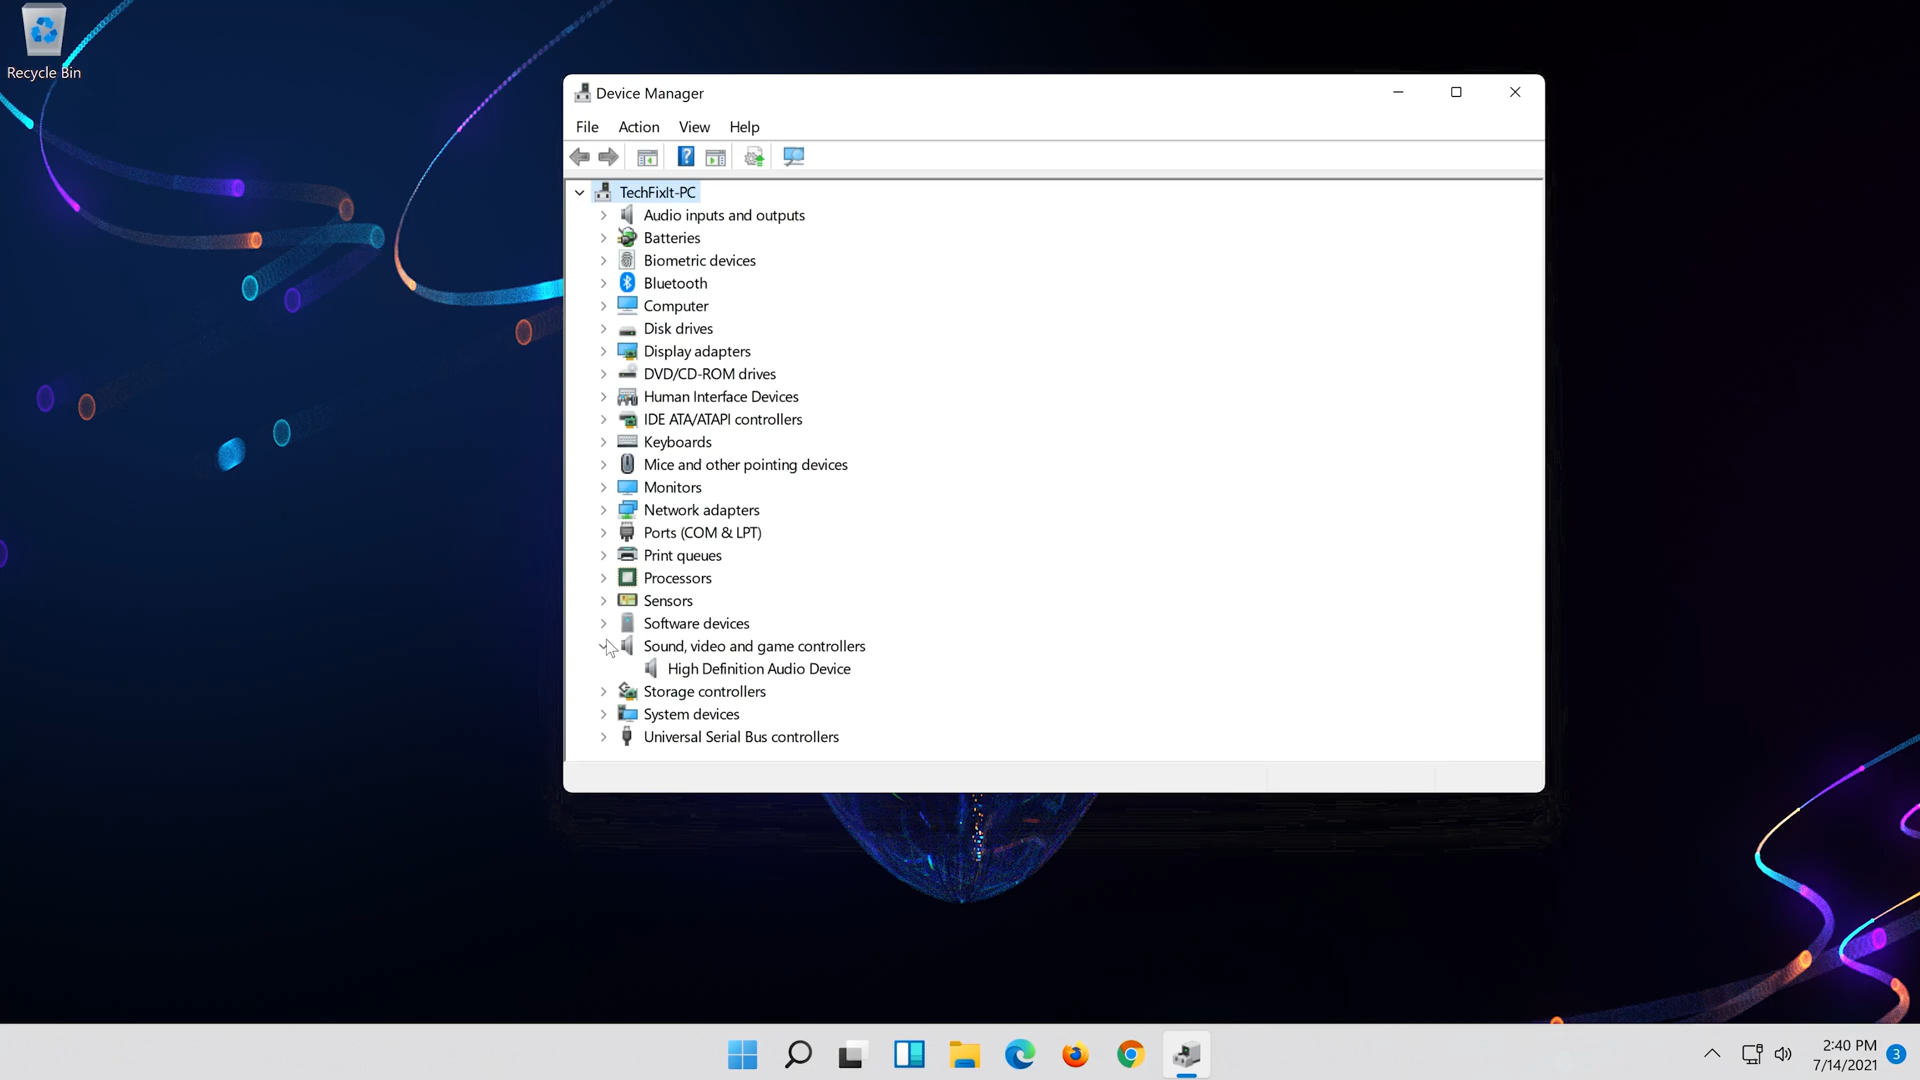 Recycle Bin
Device Manager
File Action View Help
?
TechFixIt-PC
Audio inputs and outputs
Batteries
Biometric devices
Bluetooth
Computer
Disk drives
Display adapters
DVD/CD-ROM drives
Human Interface Devices
IDE ATA/ATAPI controllers
Keyboards
Mice and other pointing devices
Monitors
Network adapters
Ports (COM & LPT)
Print queues
Processors
Sensors
Software devices
Sound, video and game controllers
High Definition Audio Device
Storage controllers
System devices
Universal Serial Bus controllers
2:40 PM
7/14/2021
3